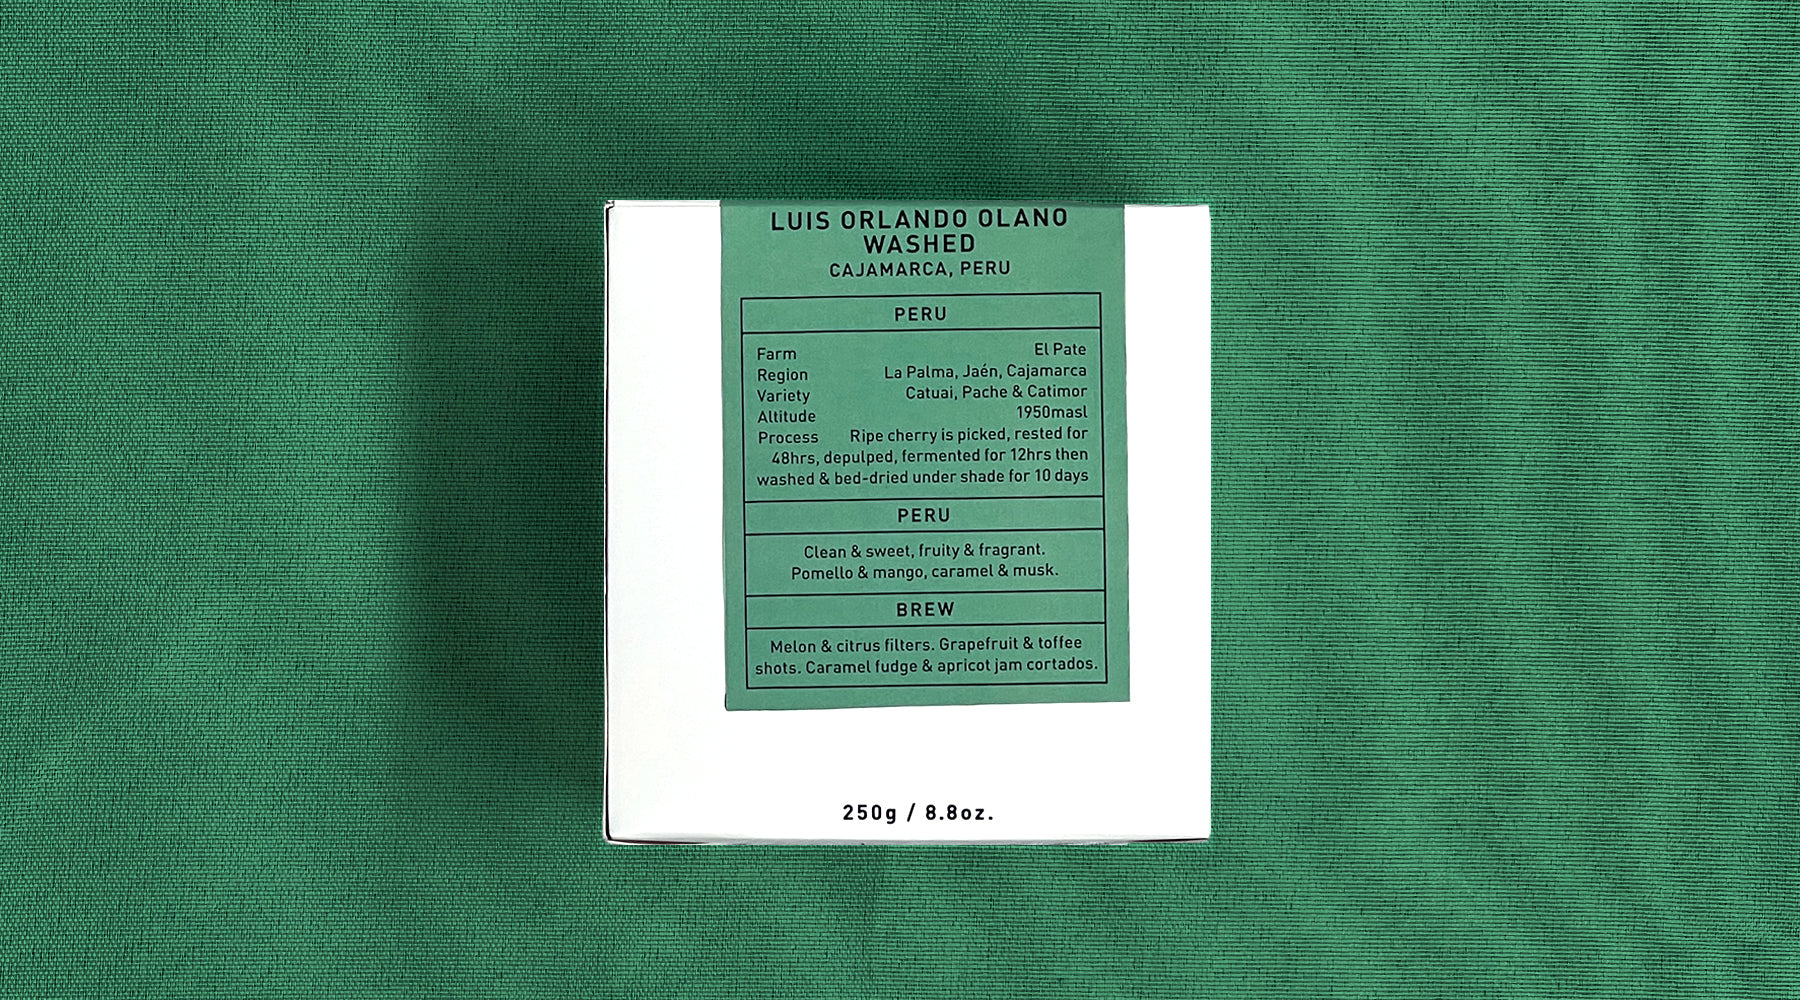 LUIS ORLANDO OLANO
WASHED
CAJAMARCA, PERU
PERU
Farm El Pate
Region La Palma, Jaén, Cajamarca
Variety Catuai, Pache & Catimor
Altitude 1950masl
Process Ripe cherry is picked, rested for
48hrs, depulped, fermented for 12hrs then
washed & bed-dried under shade for 10 days
PERU
Clean & sweet, fruity & fragrant.
Pomello & mango, caramel & musk.
BREW
Melon & citrus filters. Grapefruit & toffee
shots. Caramel fudge & apricot jam cortados.
250g / 8.8oz.